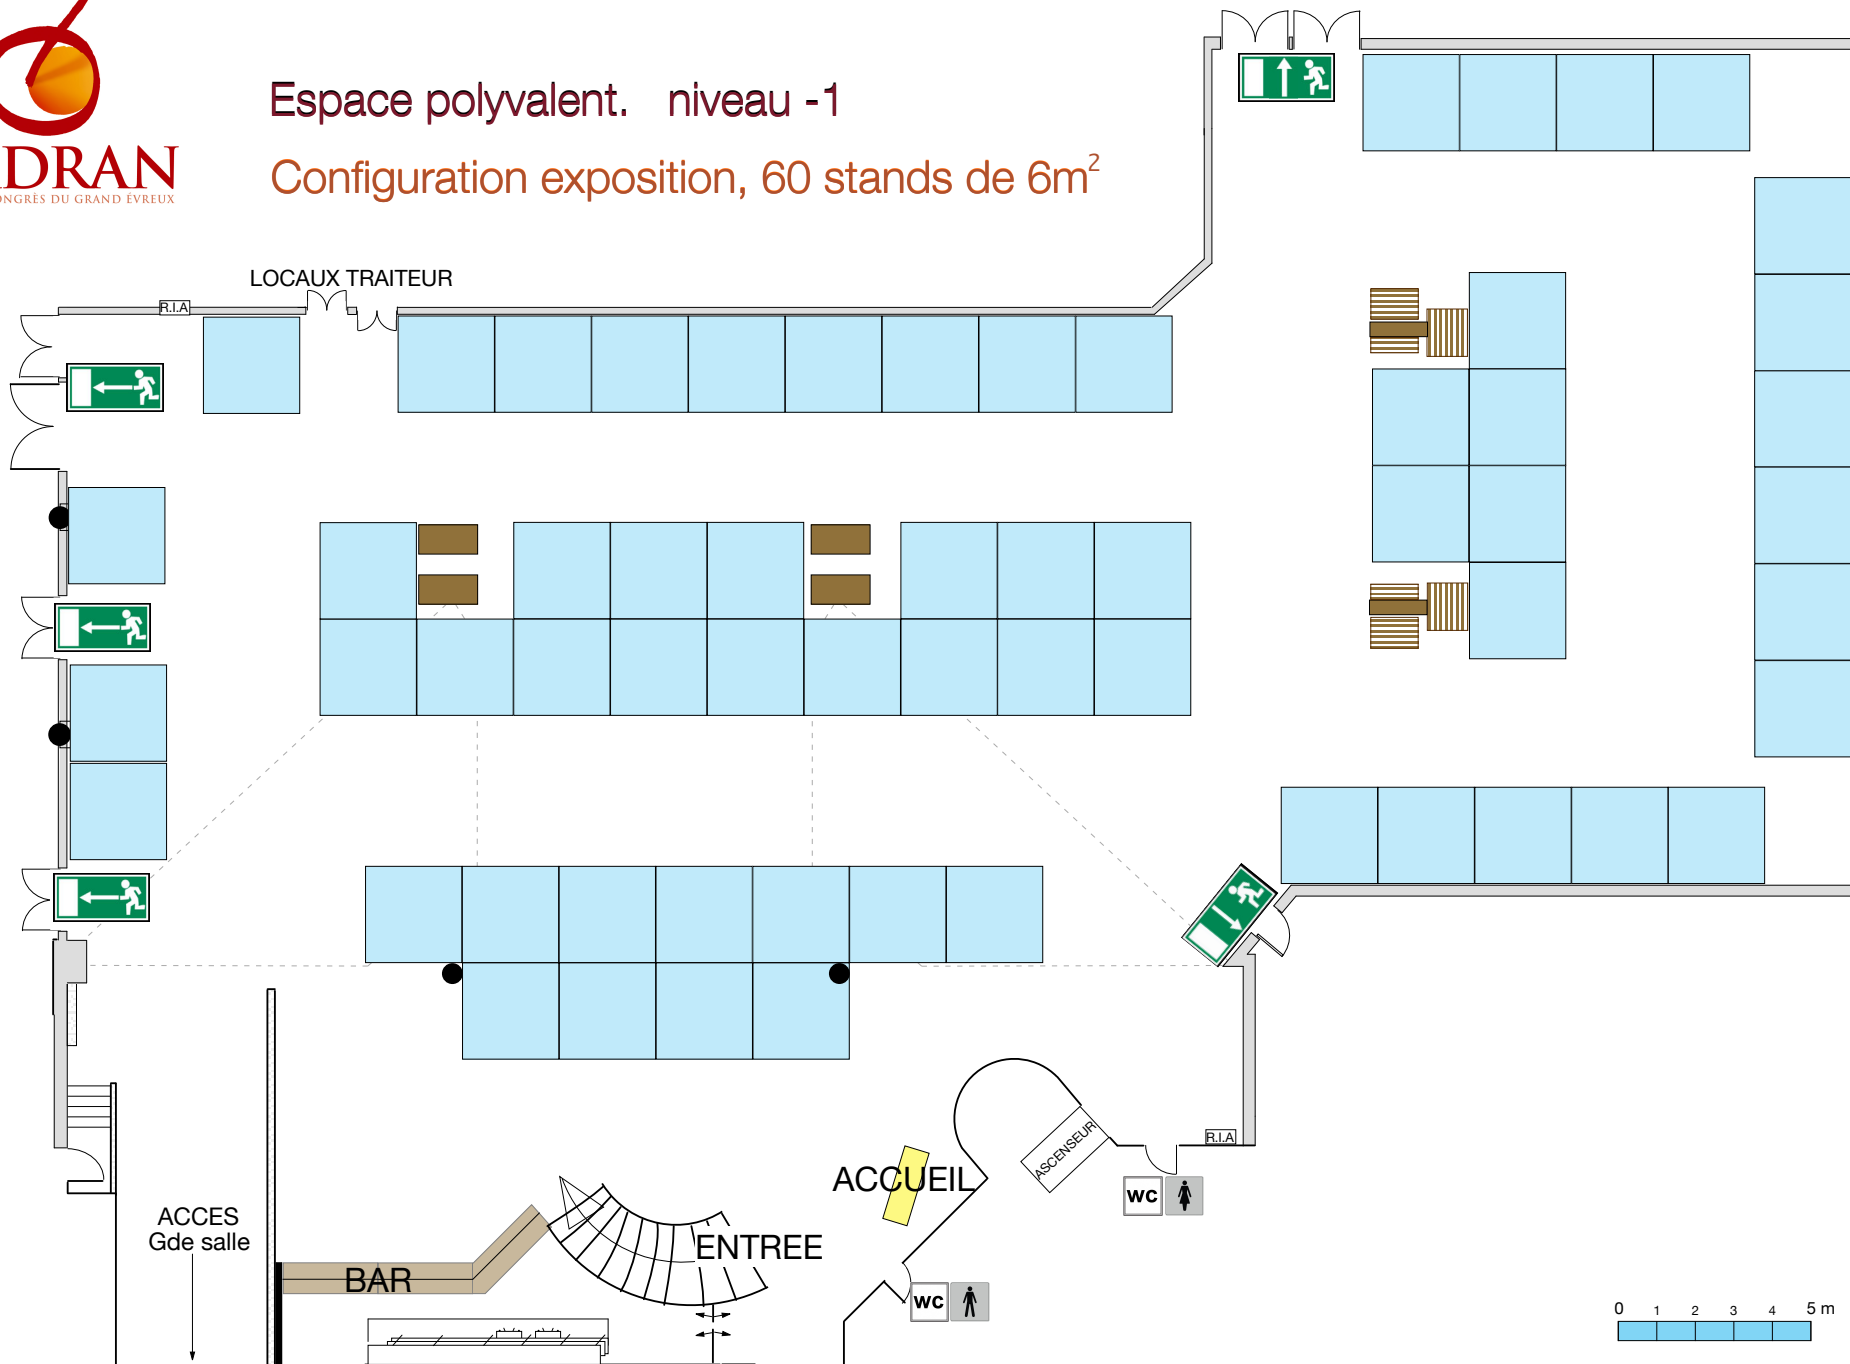 DRAN
NGRÈS DU GRAND ÉVREUX
Espace polyvalent. niveau -1
Configuration exposition, 60 stands de 6m²
LOCAUX TRAITEUR
R.I.A
ACCUEIL
ASCENSEUR
R.I.A
WC
ACCES
Gde salle
ENTREE
BAR
WC
0 1 2 3 4 5 m